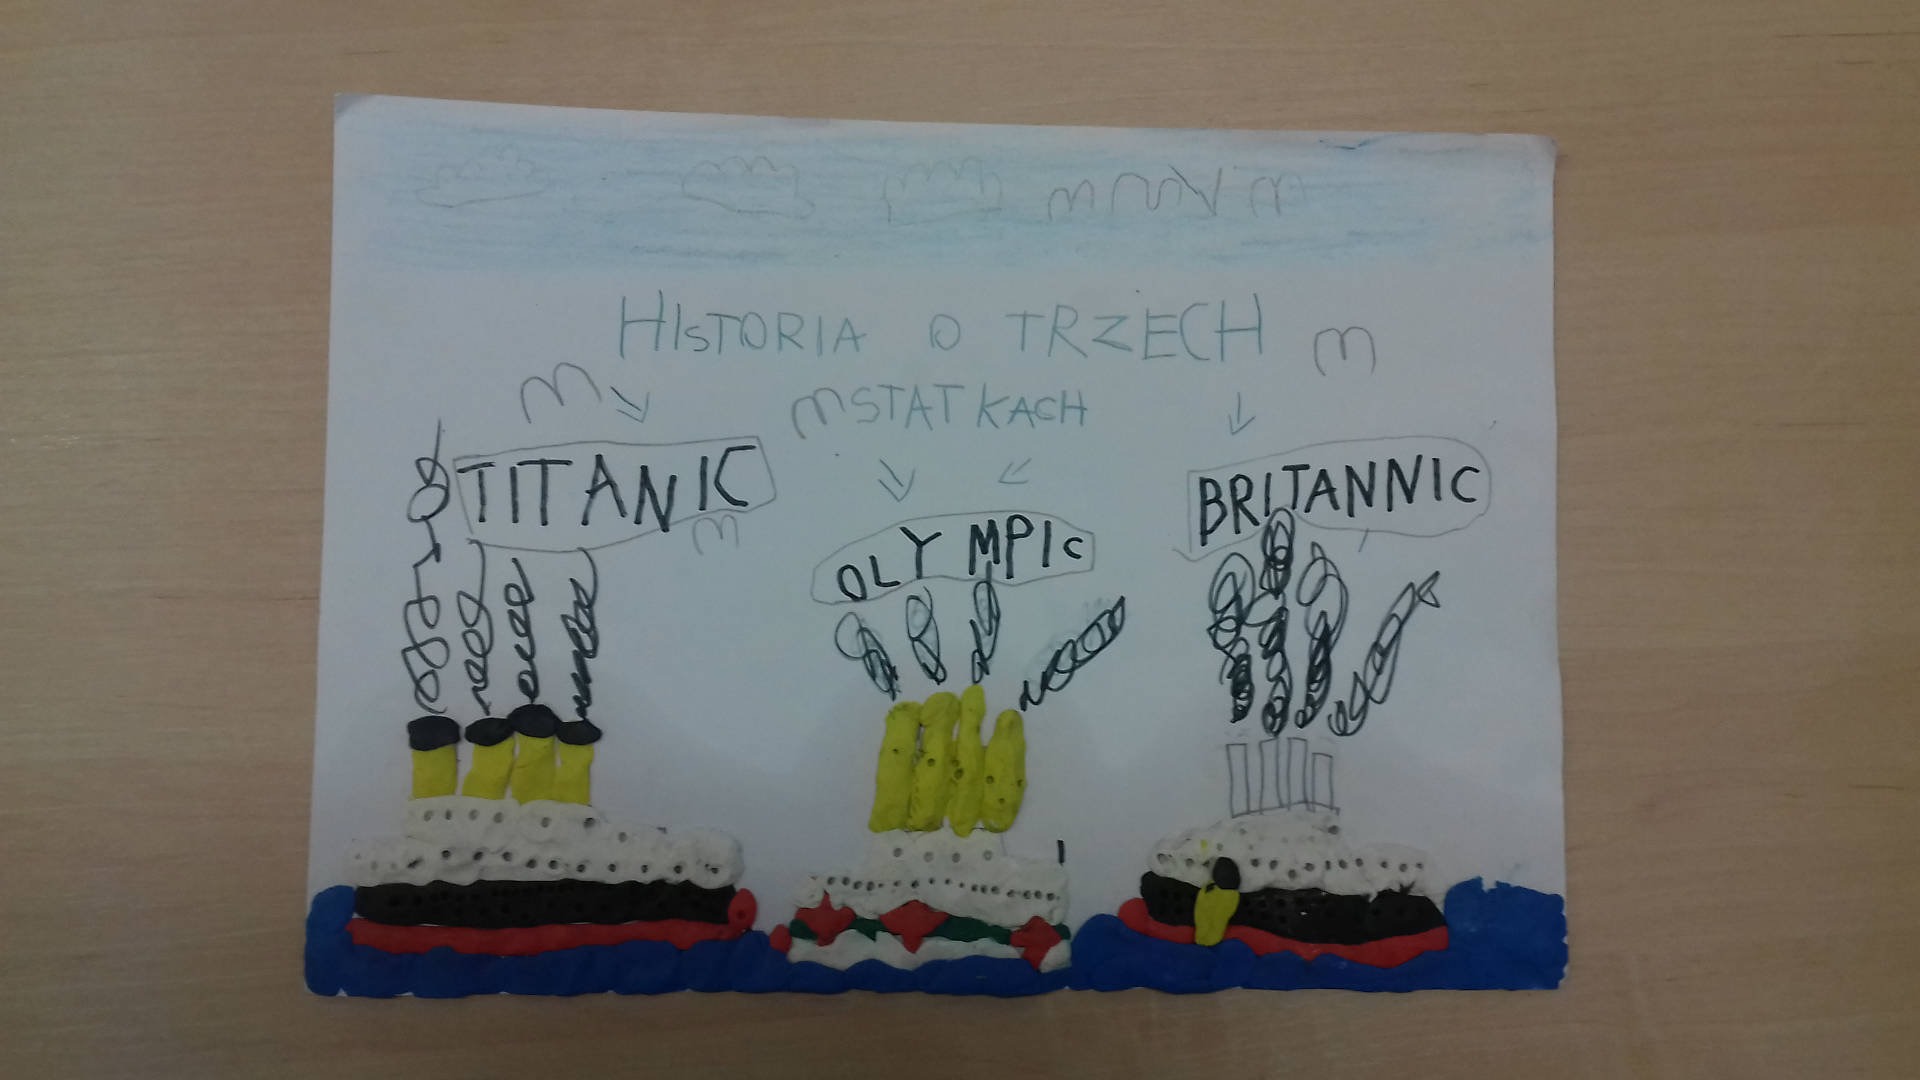 HISTORIA O TRZECH
STATKACH
TITANIC
OLYMPIC
BRITANNIC